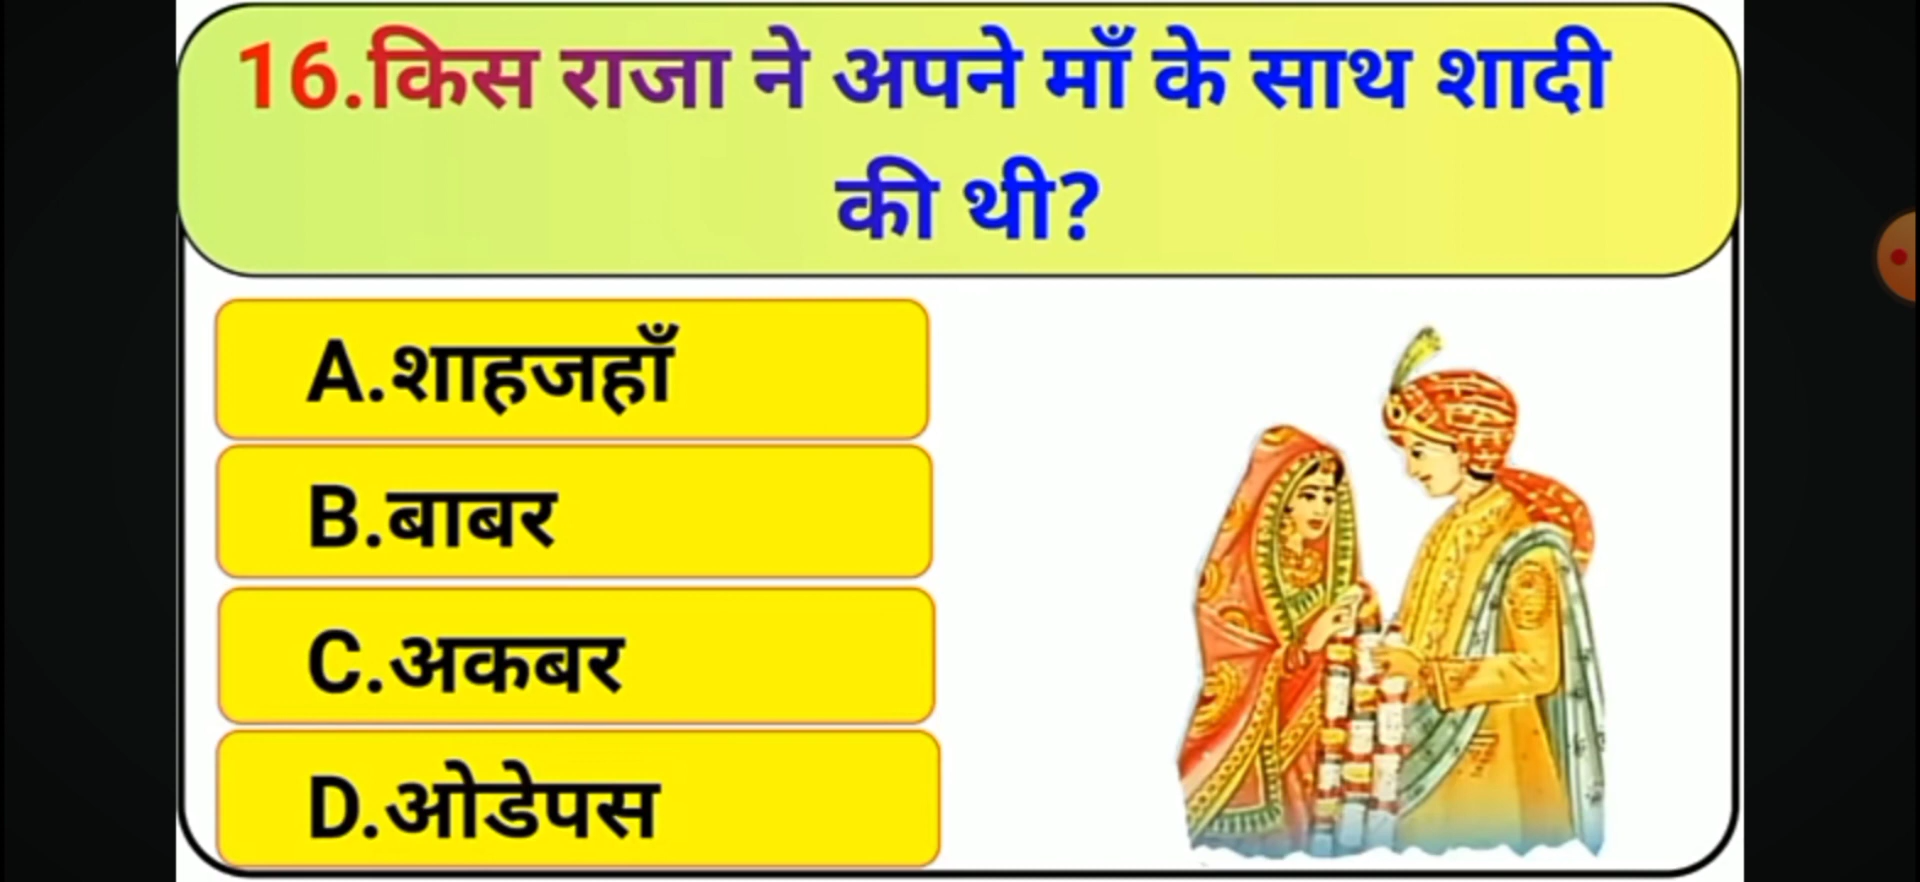 16.किस राजा ने अपने माँ के साथ शादी
की थी?
A.शाहजहाँ
B.बाबर
C.अकबर
D.ओडेपस